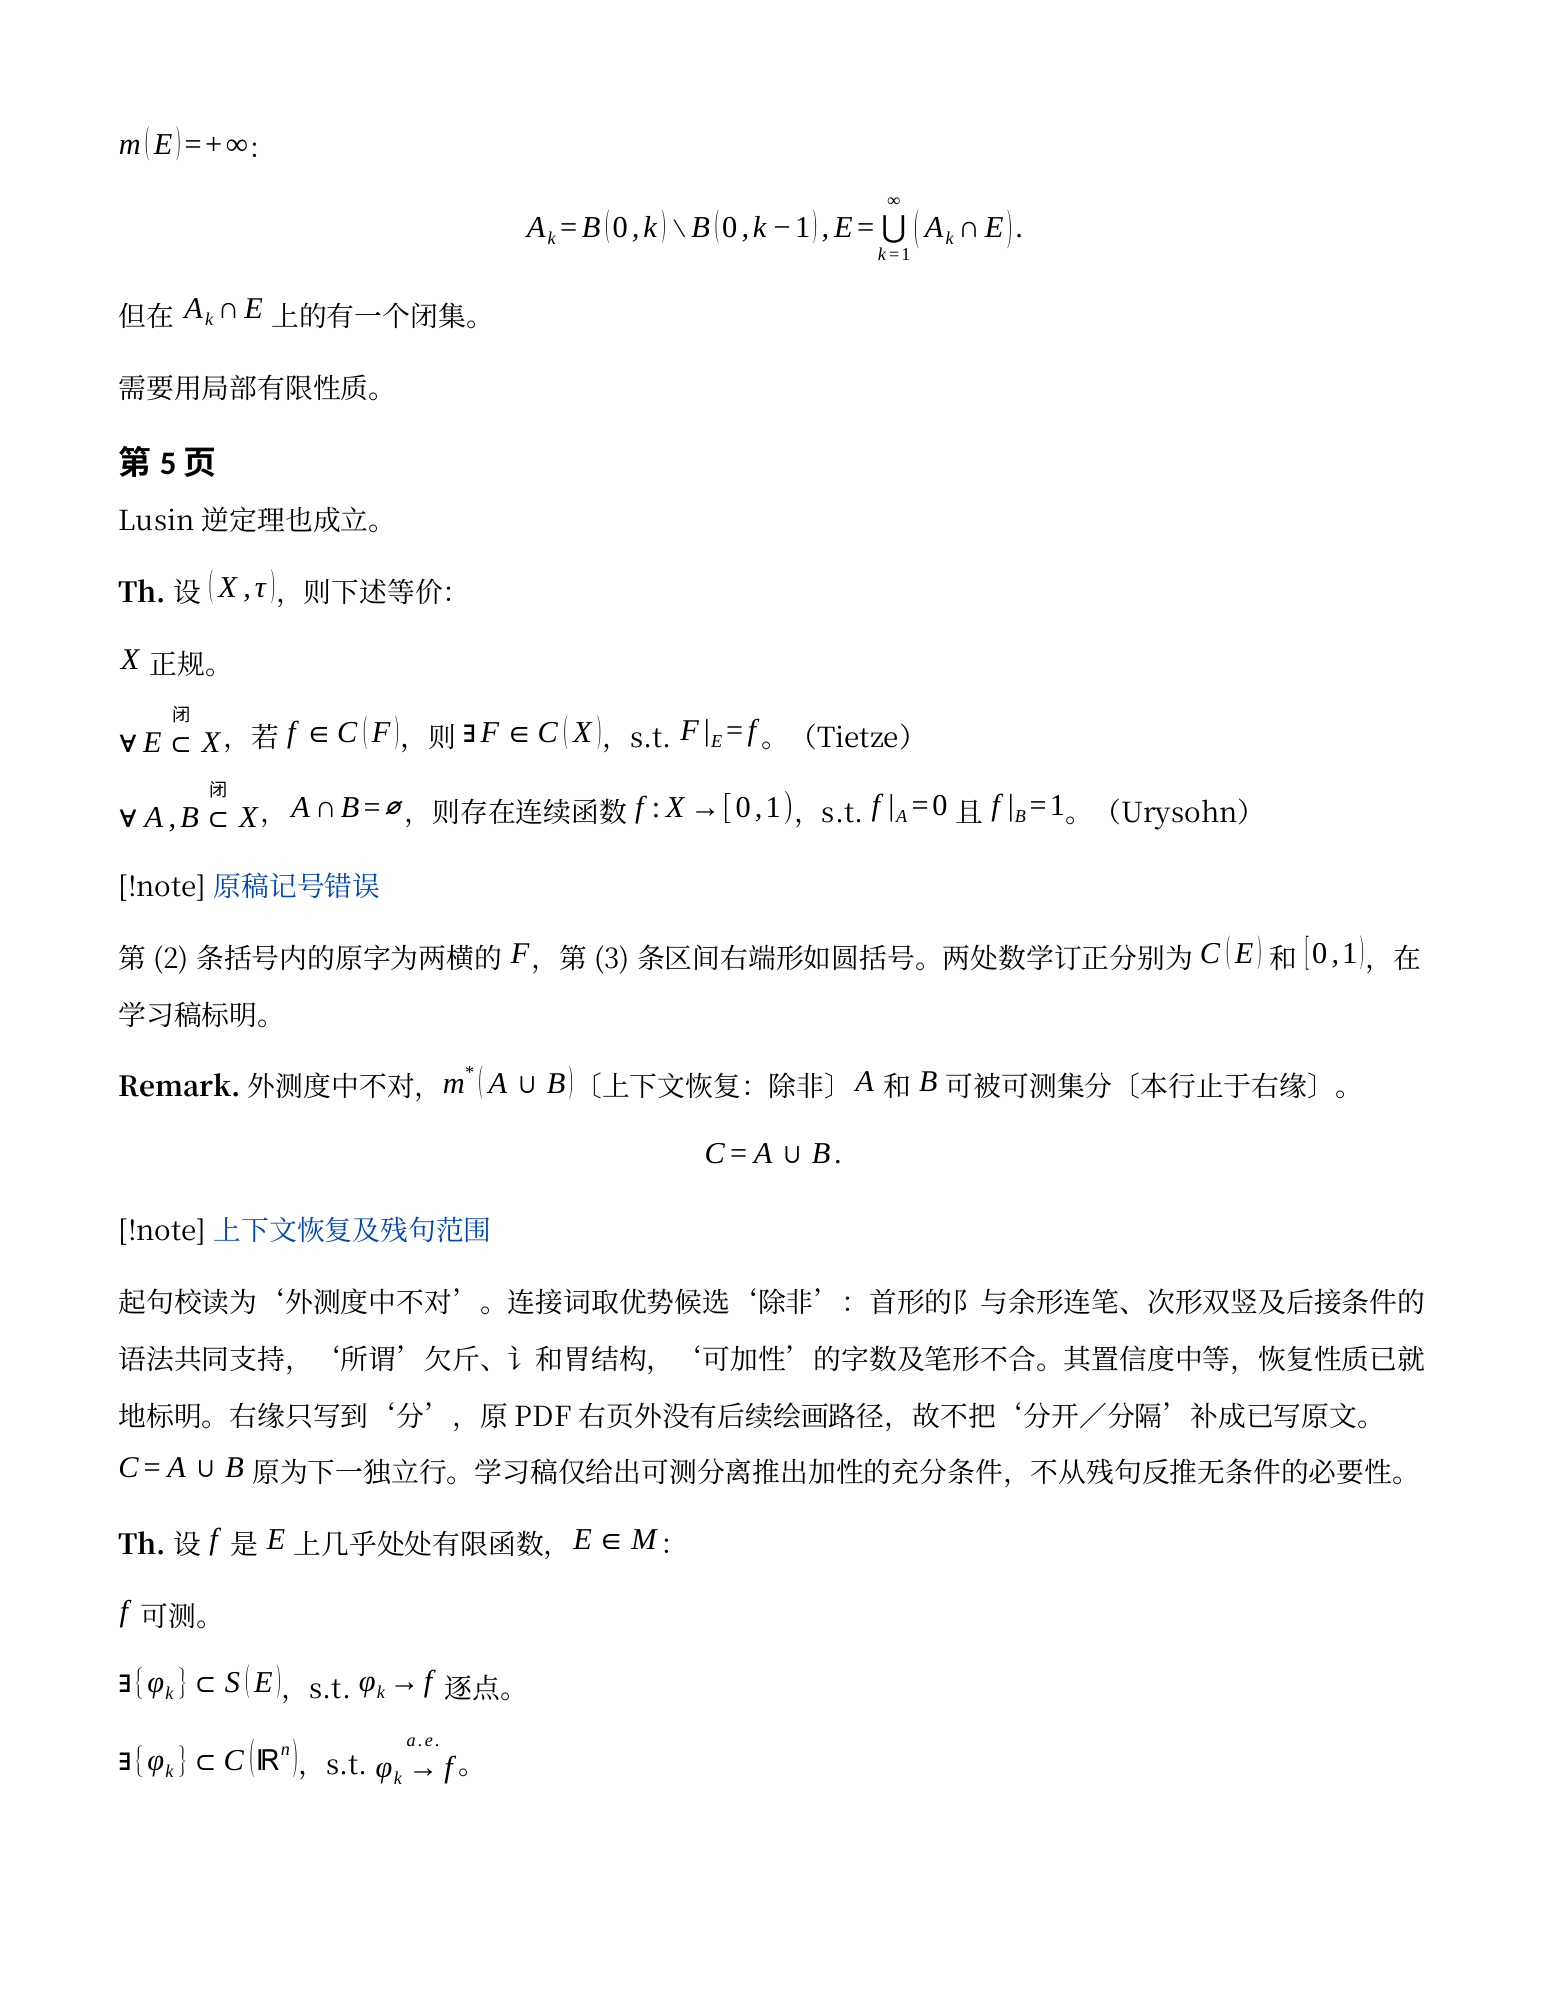 m(E)=+∞：
A_k=B(0,k)∖B(0,k−1),E=⋃_{k=1}^{∞}(A_k∩E).
但在 A_k∩E 上的有一个闭集。
需要用局部有限性质。
第 5 页
Lusin 逆定理也成立。
Th. 设 (X,τ)，则下述等价：
X 正规。
∀E ⊂^{闭} X，若 f∈C(F)，则 ∃F∈C(X)，s.t. F|_E=f。（Tietze）
∀A,B ⊂^{闭} X，A∩B=∅，则存在连续函数 f:X→[0,1)，s.t. f|_A=0 且 f|_B=1。（Urysohn）
[!note] 原稿记号错误
第 (2) 条括号内的原字为两横的 F，第 (3) 条区间右端形如圆括号。两处数学订正分别为 C(E) 和 [0,1)，在
学习稿标明。
Remark. 外测度中不对，m^*(A∪B)〔上下文恢复：除非〕A 和 B 可被可测集分〔本行止于右缘〕。
C=A∪B.
[!note] 上下文恢复及残句范围
起句校读为‘外测度中不对’。连接词取优势候选‘除非’：首形的阝与余形连笔、次形双竖及后接条件的
语法共同支持，‘所谓’欠斤、讠和胃结构，‘可加性’的字数及笔形不合。其置信度中等，恢复性质已就
地标明。右缘只写到‘分’，原 PDF 右页外没有后续绘画路径，故不把‘分开／分隔’补成已写原文。
C=A∪B 原为下一独立行。学习稿仅给出可测分离推出加性的充分条件，不从残句反推无条件的必要性。
Th. 设 f 是 E 上几乎处处有限函数，E∈M：
f 可测。
∃{φ_k}⊂S(E)，s.t. φ_k→f 逐点。
∃{φ_k}⊂C(ℝ^n)，s.t. φ_k →^{a.e.} f。